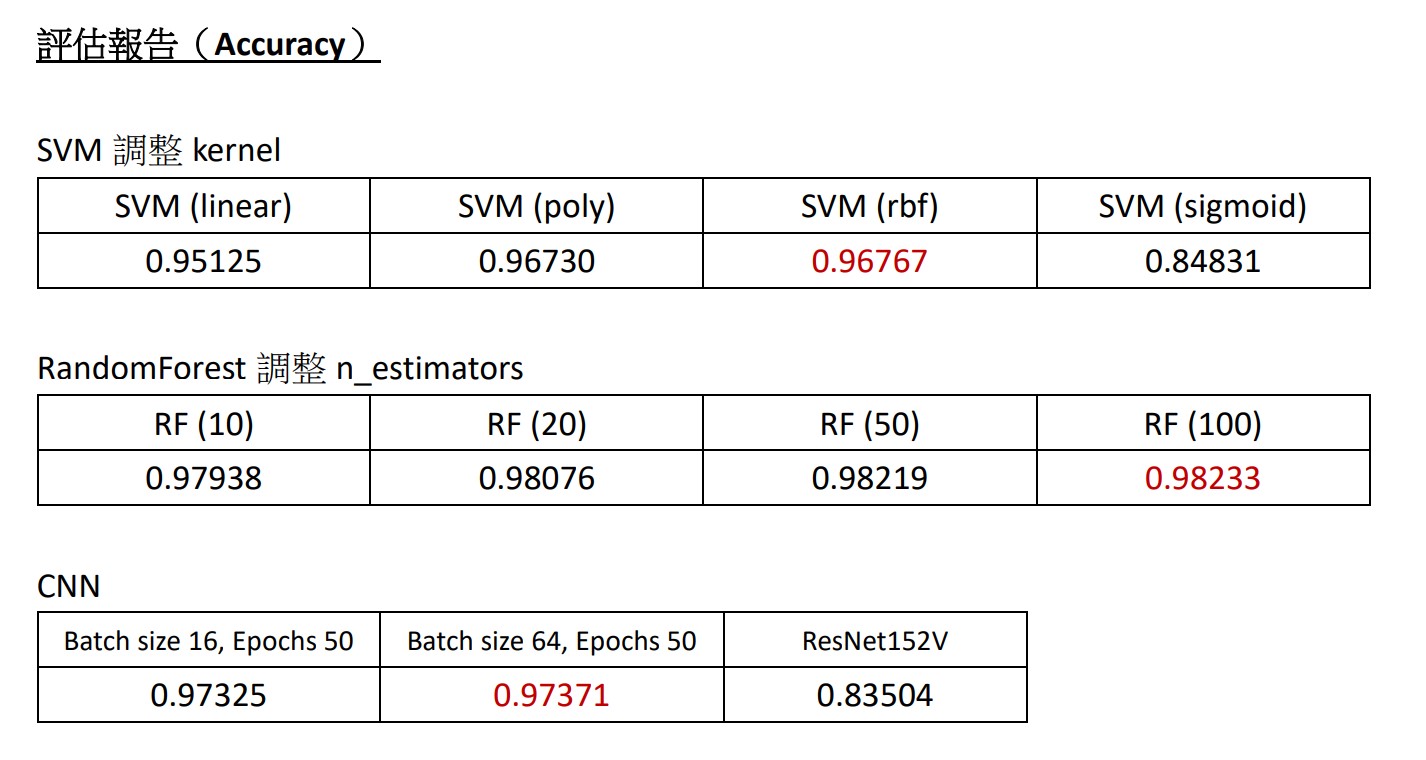 評估報告（Accuracy）
SVM 調整 kernel
SVM (linear) SVM (poly) SVM (rbf) SVM (sigmoid)
0.95125 0.96730 0.96767 0.84831
RandomForest 調整 n_estimators
RF (10) RF (20) RF (50) RF (100)
0.97938 0.98076 0.98219 0.98233
CNN
Batch size 16, Epochs 50 Batch size 64, Epochs 50 ResNet152V
0.97325 0.97371 0.83504